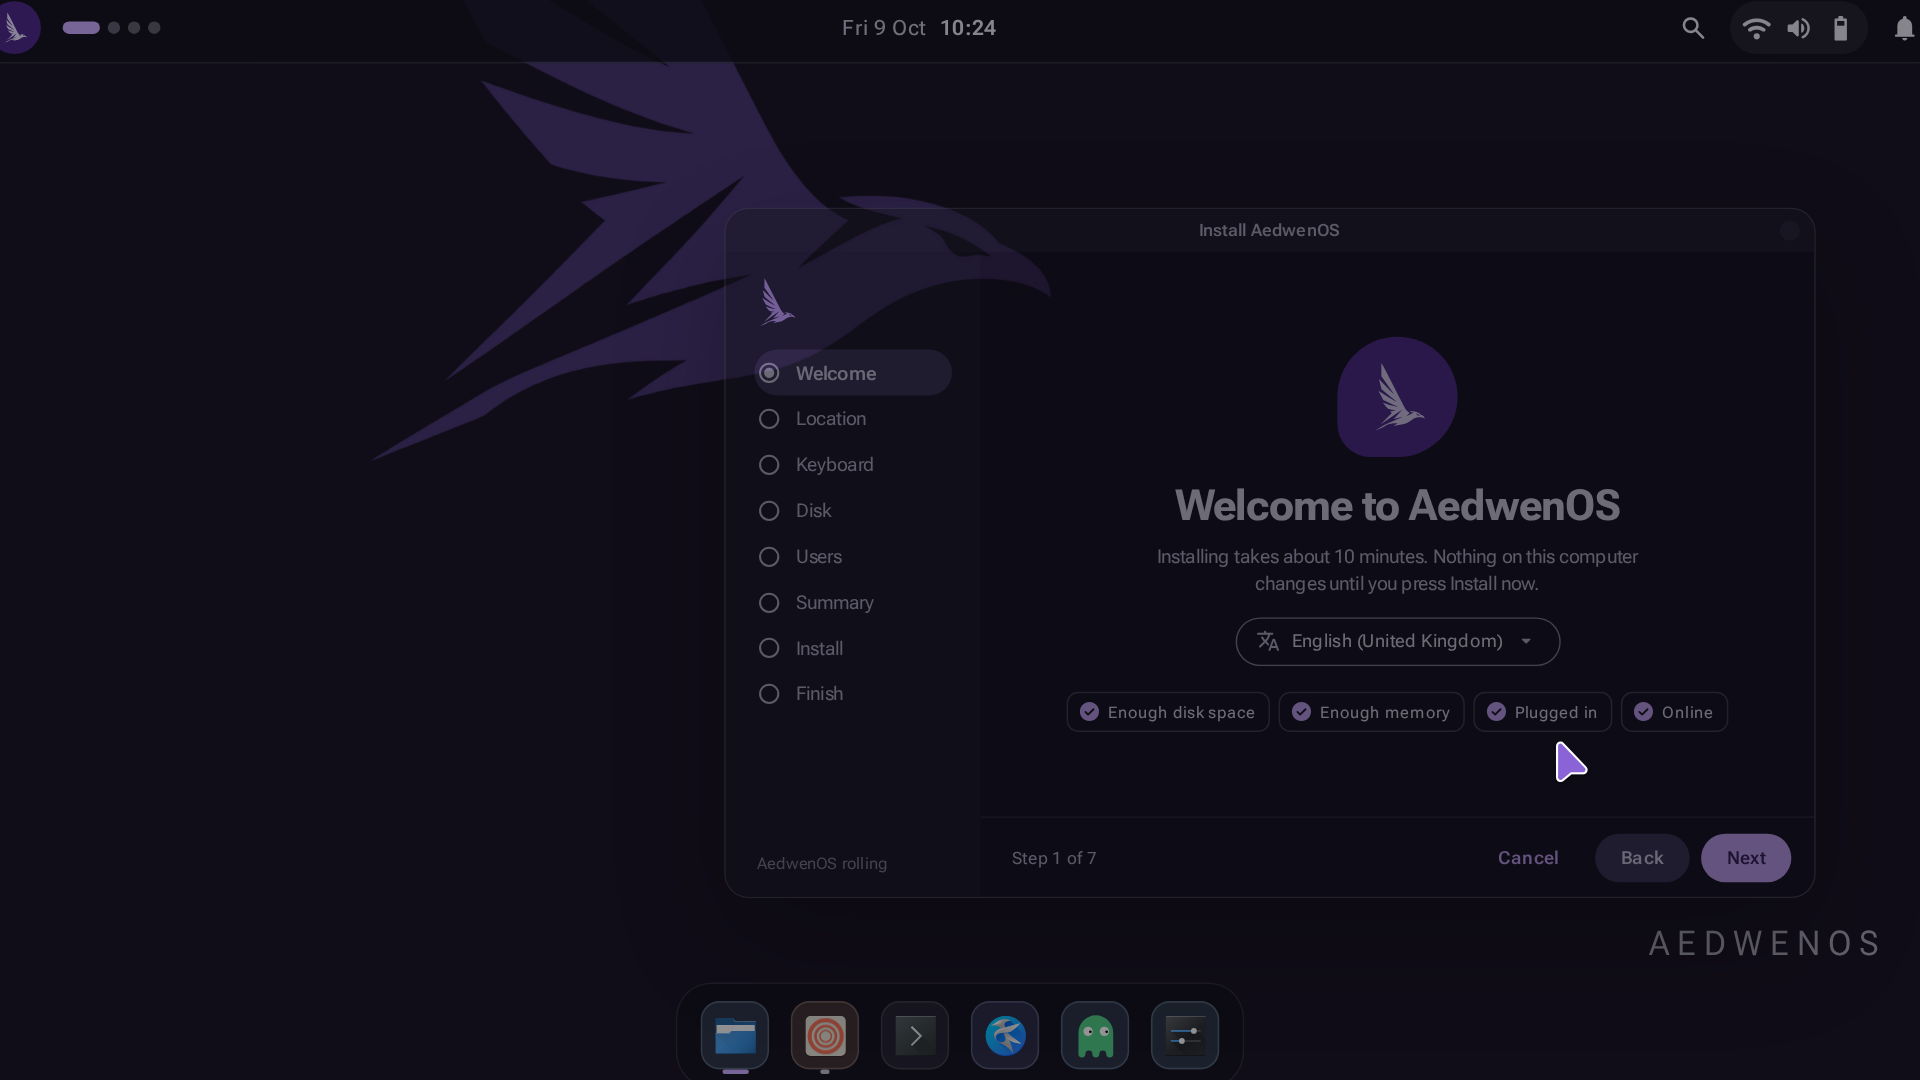 Fri 9 Oct 10:24
Install AedwenOS
Welcome
Location
Keyboard
Disk
Users
Summary
Install
Finish
AedwenOS rolling
Welcome to AedwenOS
Installing takes about 10 minutes. Nothing on this computer
changes until you press Install now.
English (United Kingdom)
Enough disk space
Enough memory
Plugged in
Online
Step 1 of 7
Cancel
Back
Next
AEDWENOS